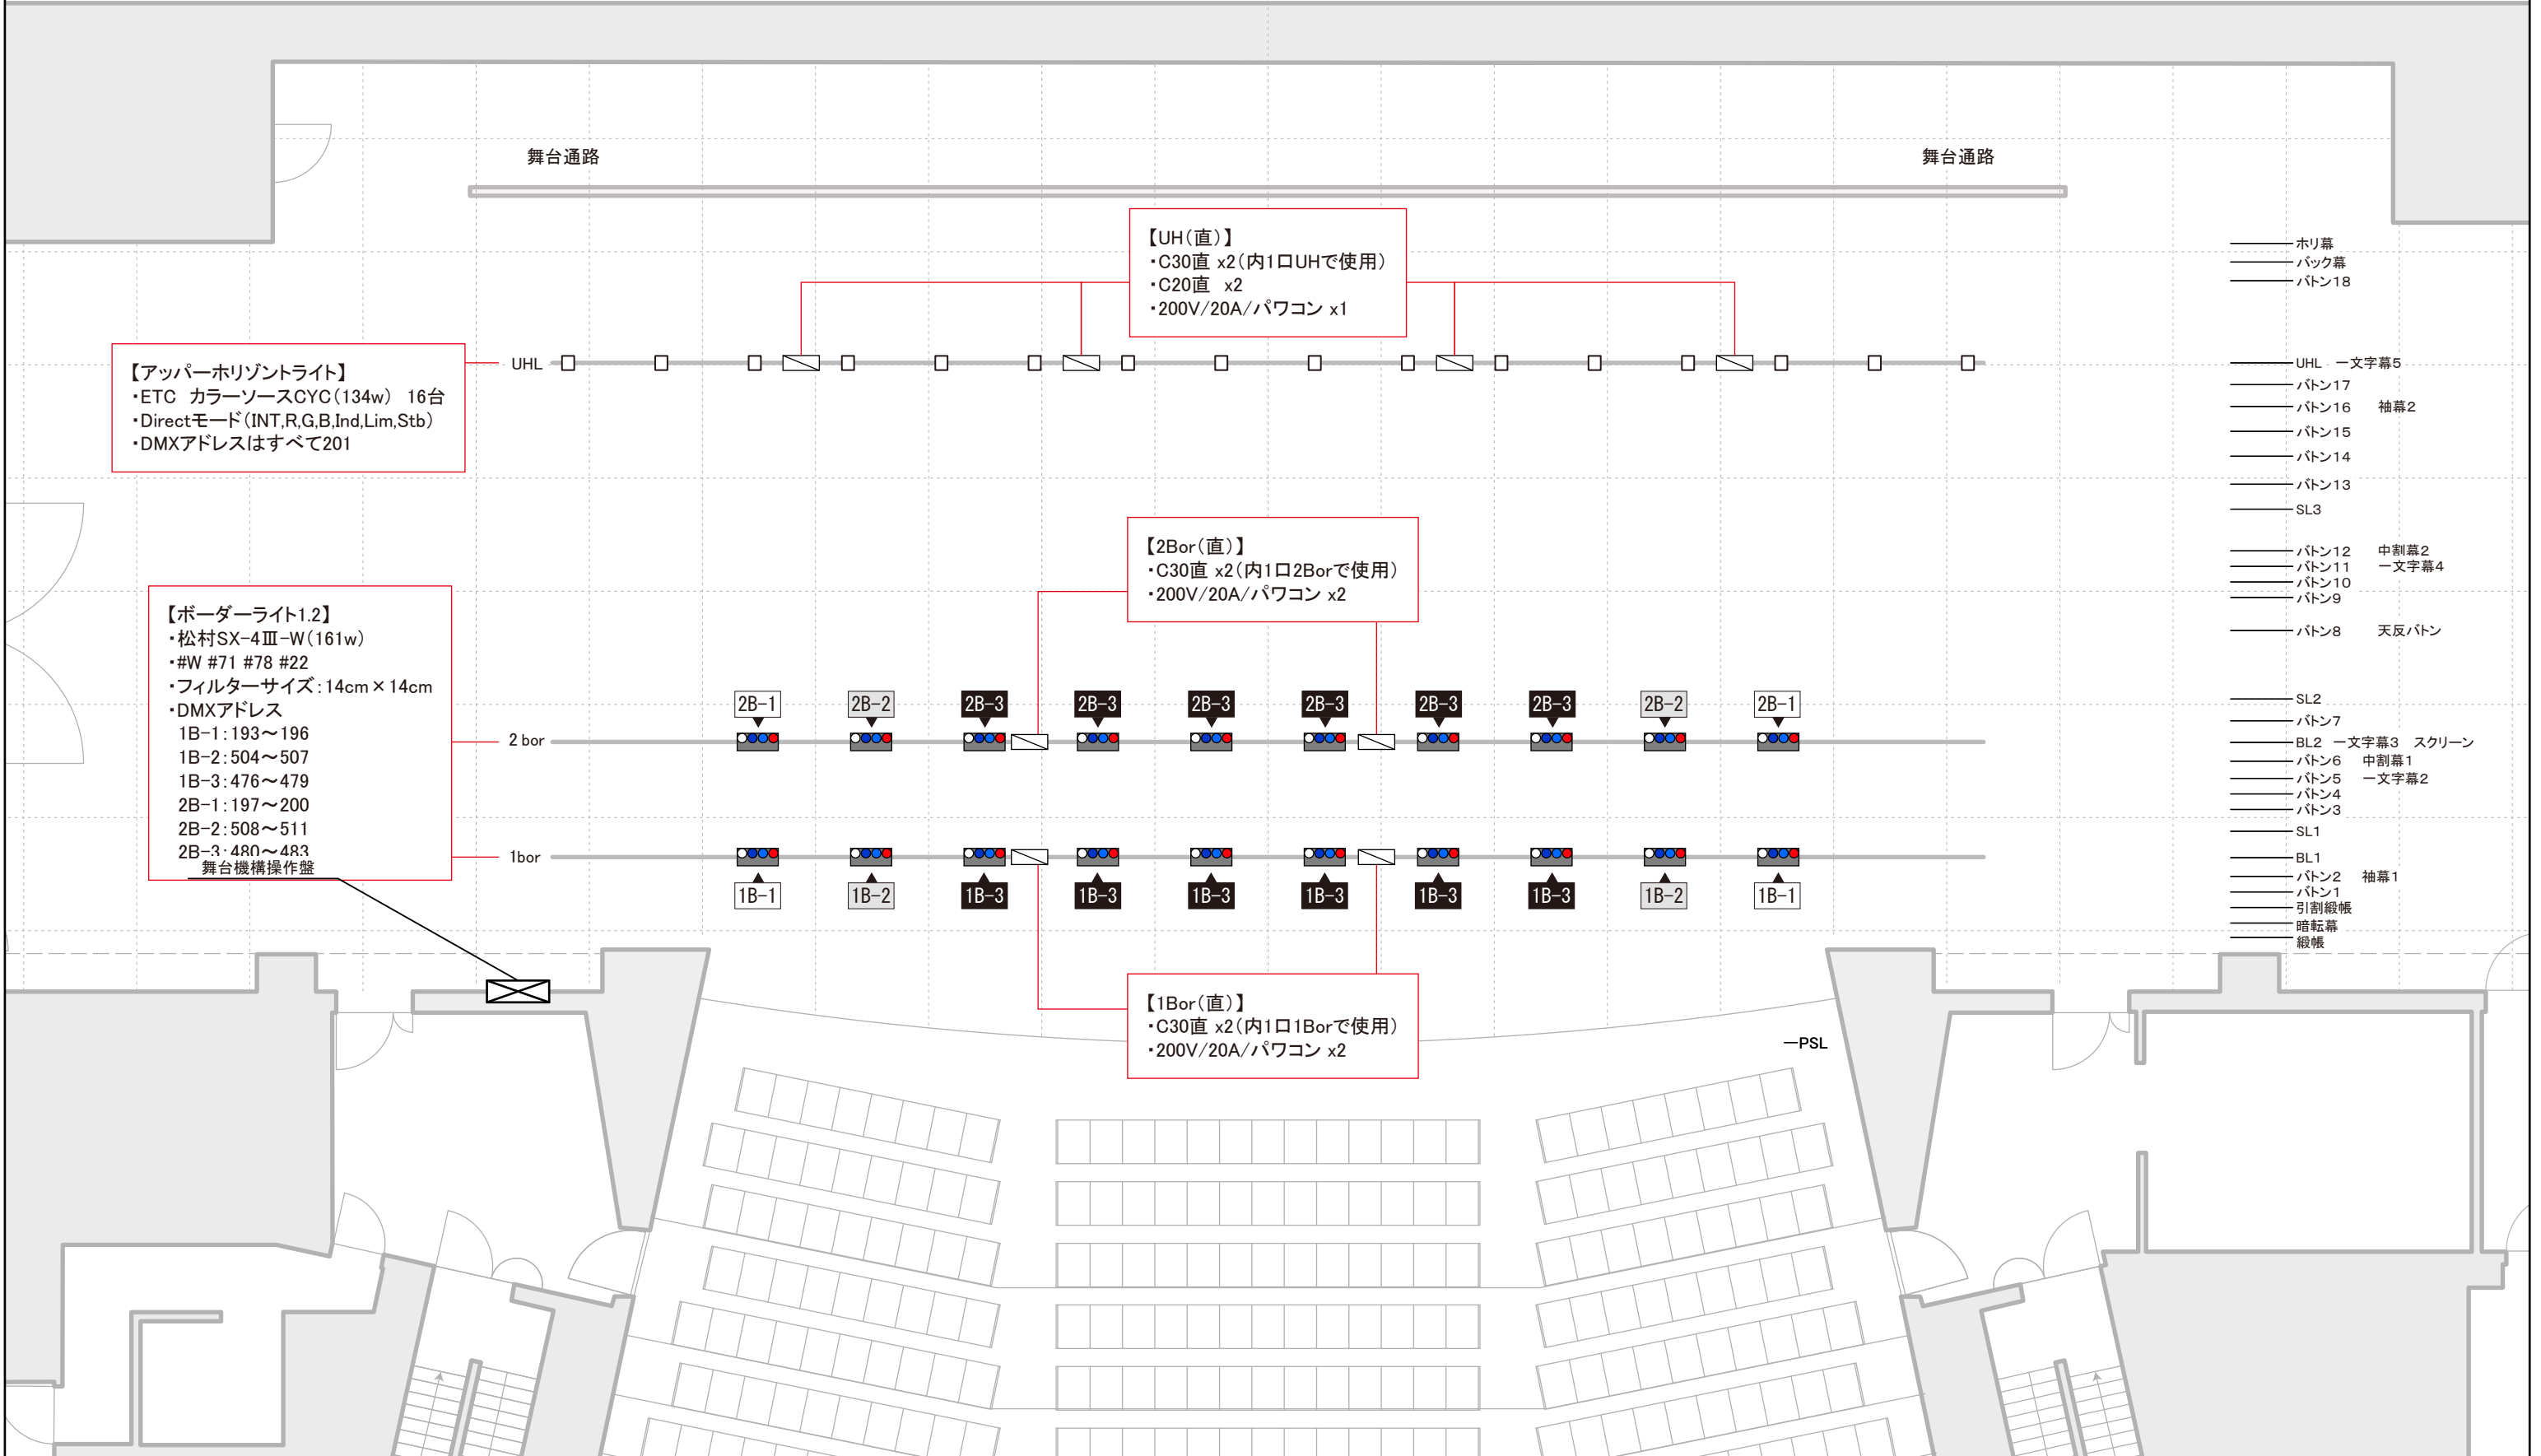 舞台通路
舞台通路
【UH(直)】
・C30直 x2(内1口UHで使用)
・C20直 x2
・200V/20A/パワコン x1
【アッパーホリゾントライト】
・ETC カラーソースCYC(134w) 16台
・Directモード(INT,R,G,B,Ind,Lim,Stb)
・DMXアドレスはすべて201
UHL
【2Bor(直)】
・C30直 x2(内1口2Borで使用)
・200V/20A/パワコン x2
【ボーダーライト1.2】
・松村SX-4Ⅲ-W(161w)
・#W #71 #78 #22
・フィルターサイズ:14cm×14cm
・DMXアドレス
1B-1:193～196
1B-2:504～507
1B-3:476～479
2B-1:197～200
2B-2:508～511
2B-3:480～483
舞台機構操作盤
2B-1 2B-2 2B-3 2B-3 2B-3 2B-3 2B-3 2B-3 2B-2 2B-1
2 bor
1bor
1B-1 1B-2 1B-3 1B-3 1B-3 1B-3 1B-3 1B-3 1B-2 1B-1
【1Bor(直)】
・C30直 x2(内1口1Borで使用)
・200V/20A/パワコン x2
PSL
ホリ幕
バック幕
バトン18
UHL 一文字幕5
バトン17
バトン16 袖幕2
バトン15
バトン14
バトン13
SL3
バトン12 中割幕2
バトン11 一文字幕4
バトン10
バトン9
バトン8 天反バトン
SL2
バトン7
BL2 一文字幕3 スクリーン
バトン6 中割幕1
バトン5 一文字幕2
バトン4
バトン3
SL1
BL1
バトン2 袖幕1
バトン1
引割緞帳
暗転幕
緞帳